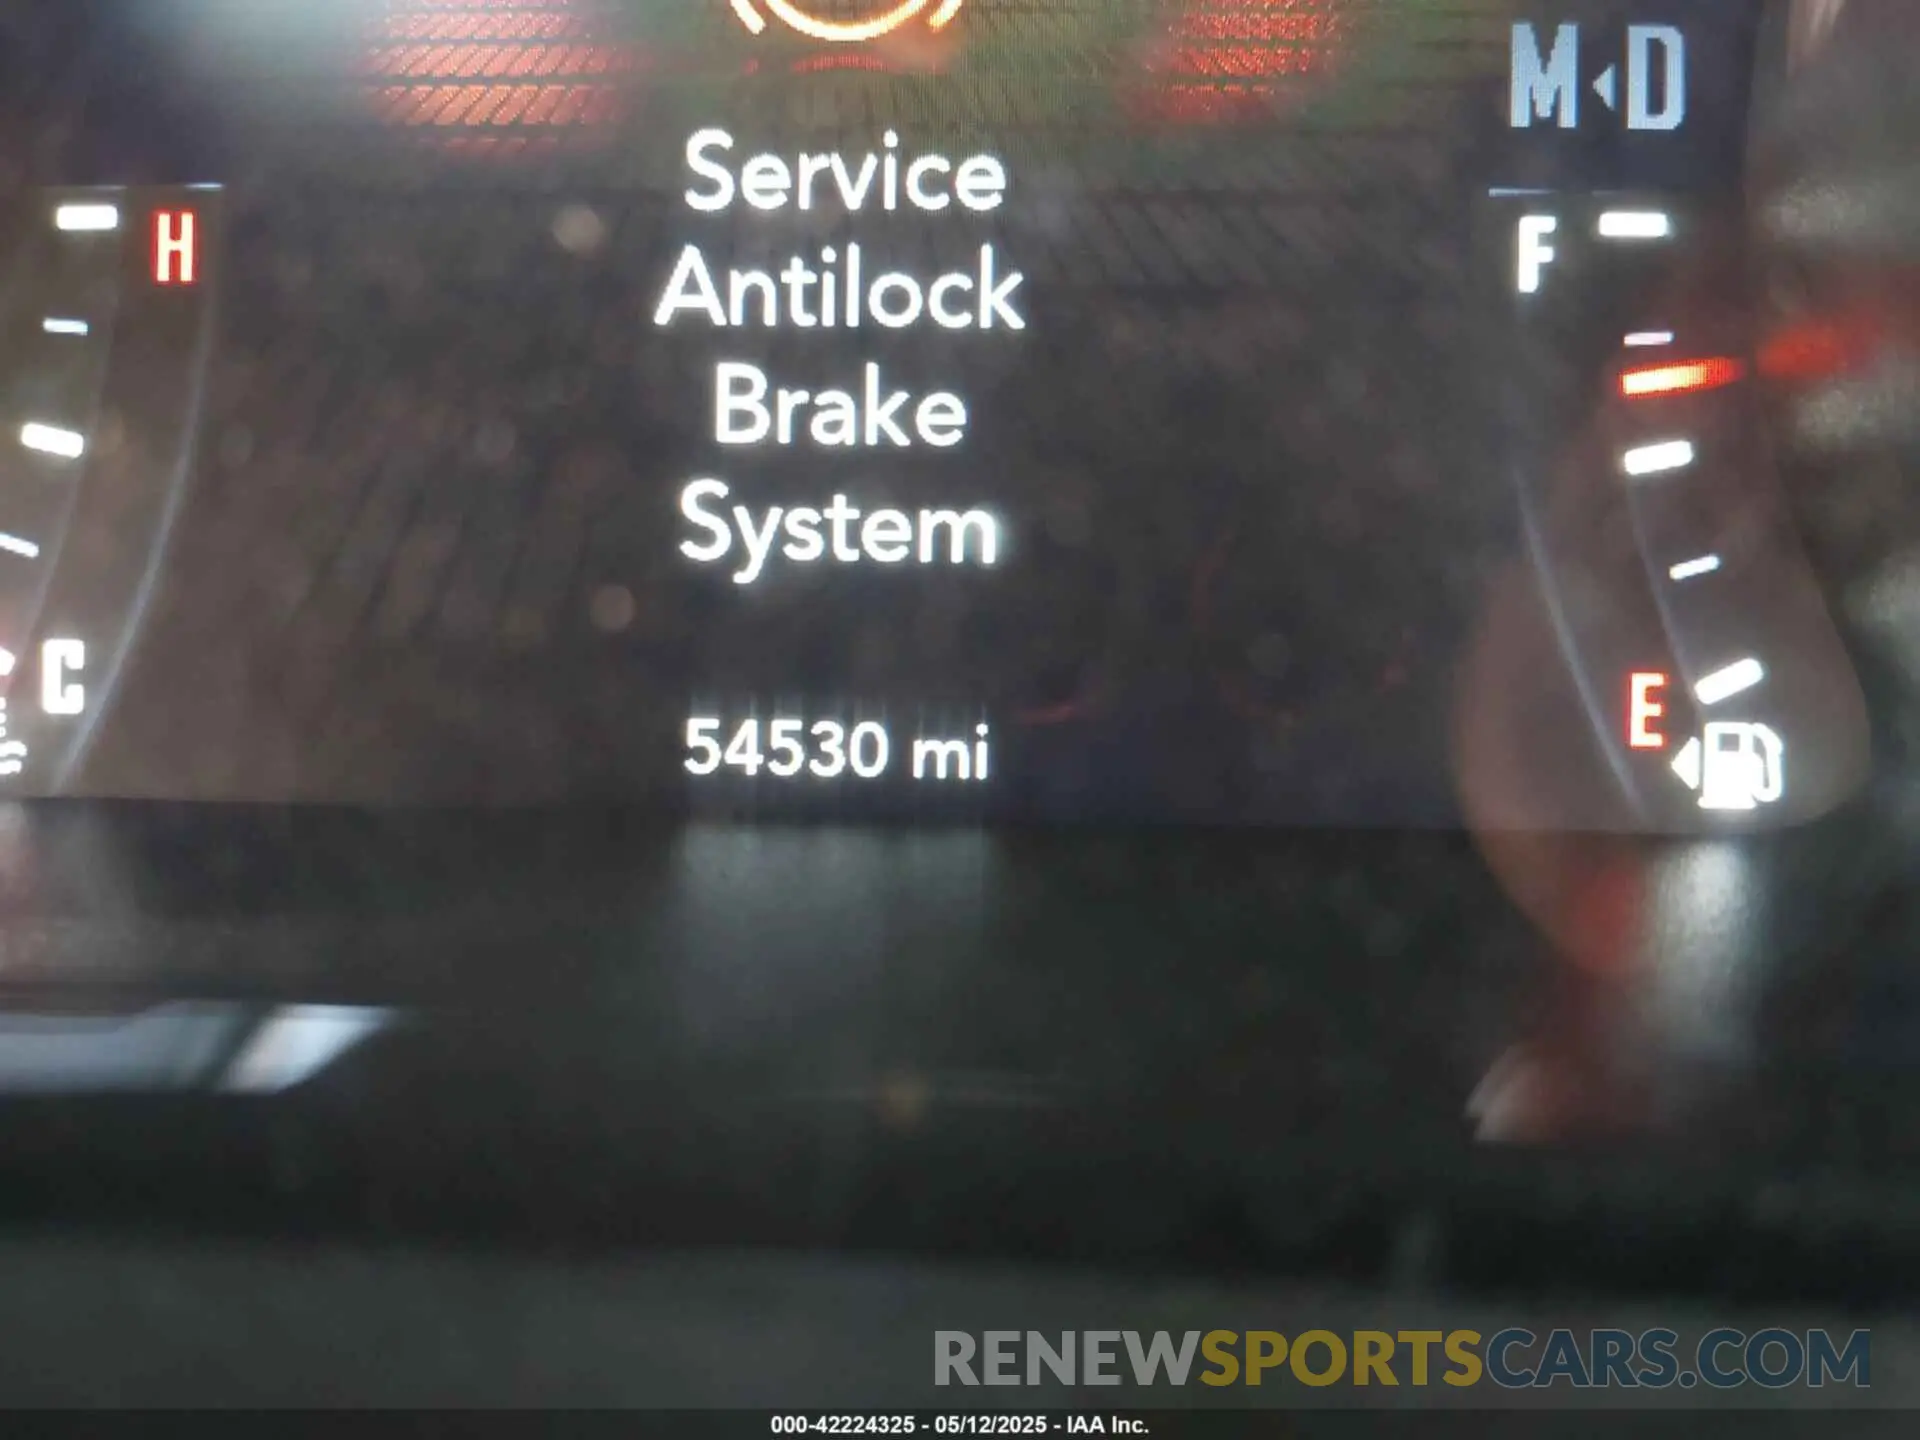 M◂D
Service
H
F
Antilock
Brake
System
C
E
54530 mi
RENEWSPORTSCARS.COM
000-42224325 - 05/12/2025 - IAA Inc.